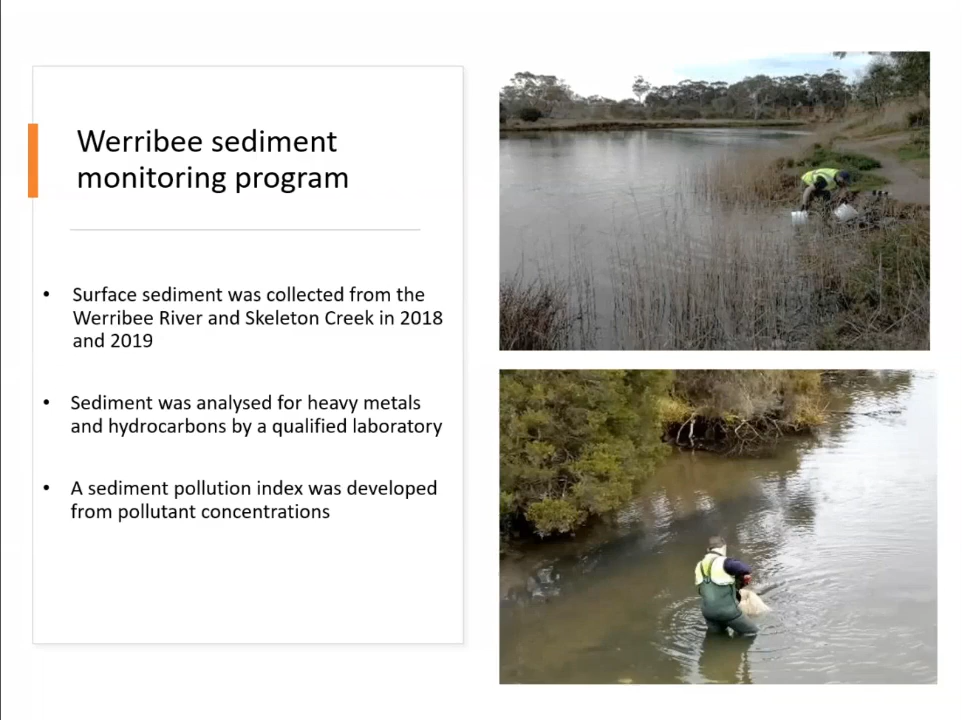 Werribee sediment
monitoring program
• Surface sediment was collected from the
Werribee River and Skeleton Creek in 2018
and 2019
• Sediment was analysed for heavy metals
and hydrocarbons by a qualified laboratory
• A sediment pollution index was developed
from pollutant concentrations